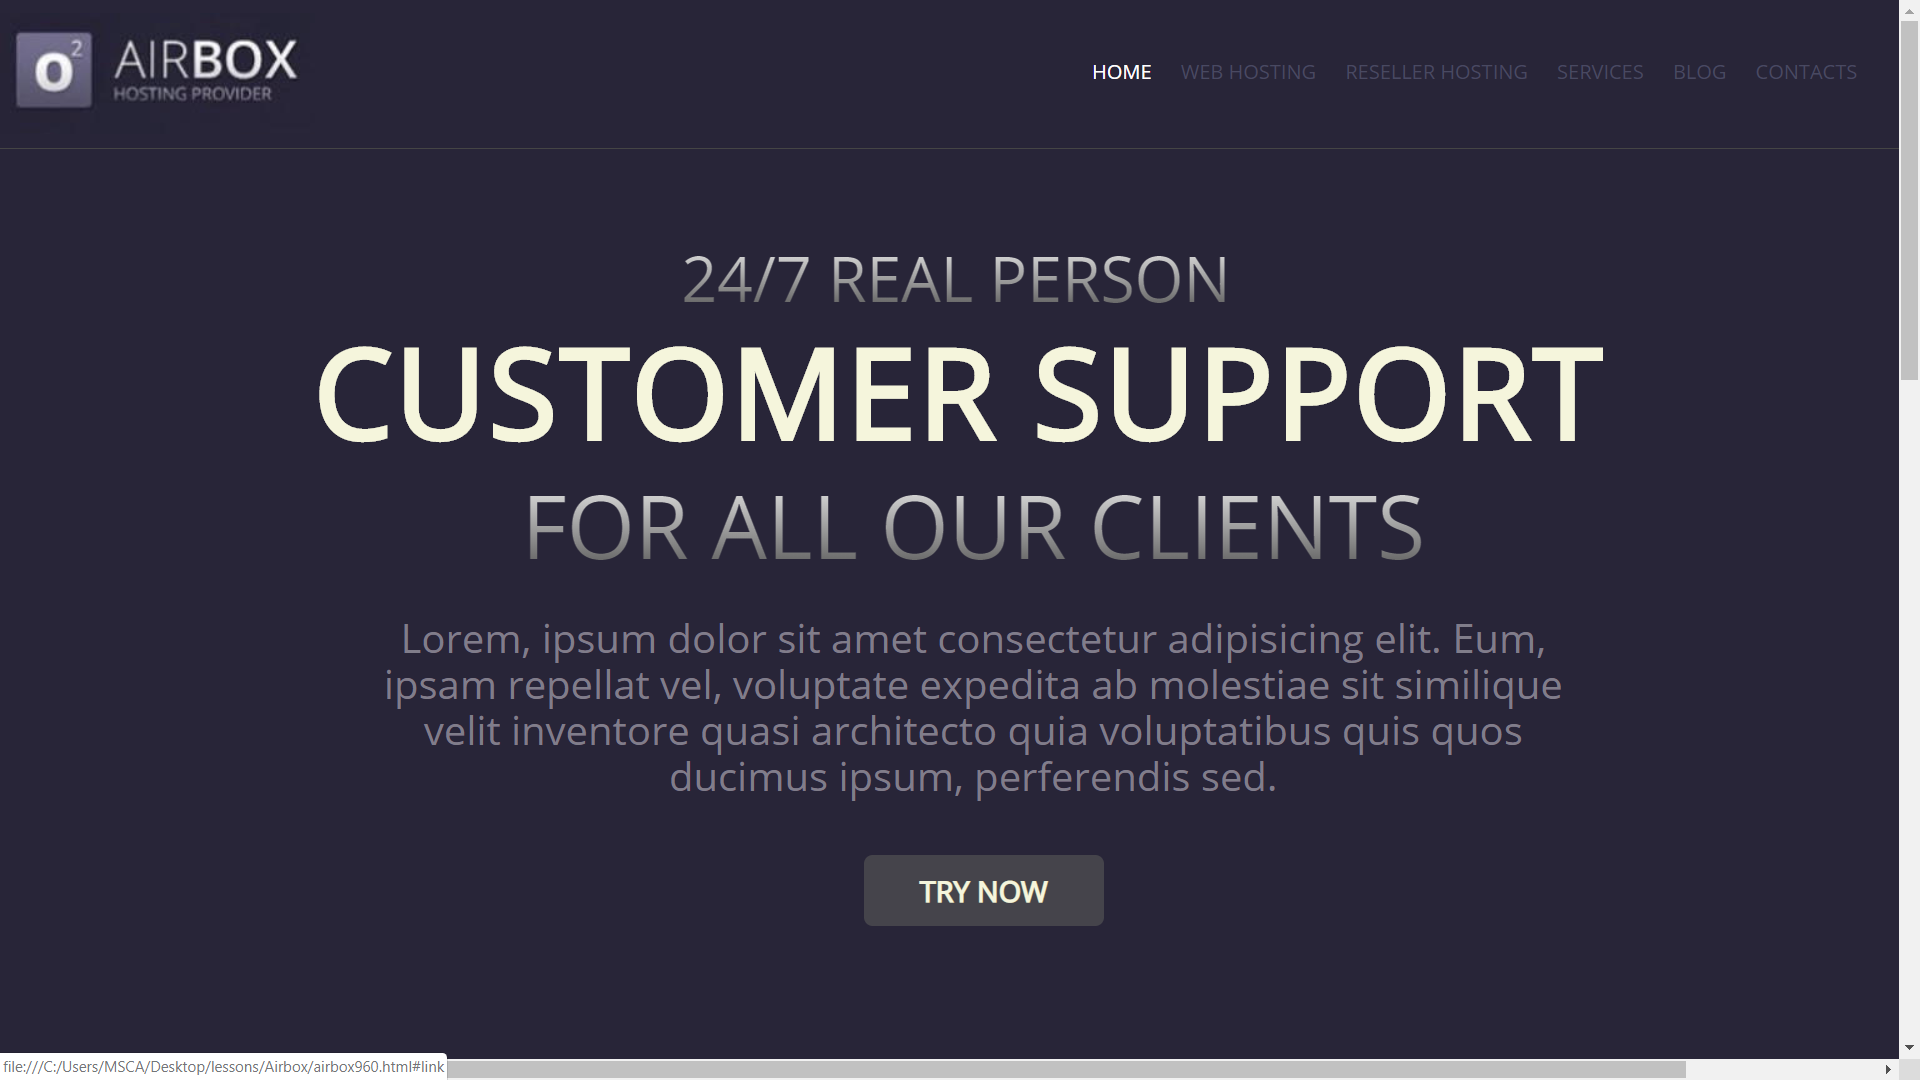 o²
AIRBOX
HOSTING PROVIDER
HOME WEB HOSTING RESELLER HOSTING SERVICES BLOG CONTACTS
24/7 REAL PERSON
CUSTOMER SUPPORT
FOR ALL OUR CLIENTS
Lorem, ipsum dolor sit amet consectetur adipisicing elit. Eum,
ipsam repellat vel, voluptate expedita ab molestiae sit similique
velit inventore quasi architecto quia voluptatibus quis quos
ducimus ipsum, perferendis sed.
TRY NOW
file:///C:/Users/MSCA/Desktop/lessons/Airbox/airbox960.html#link